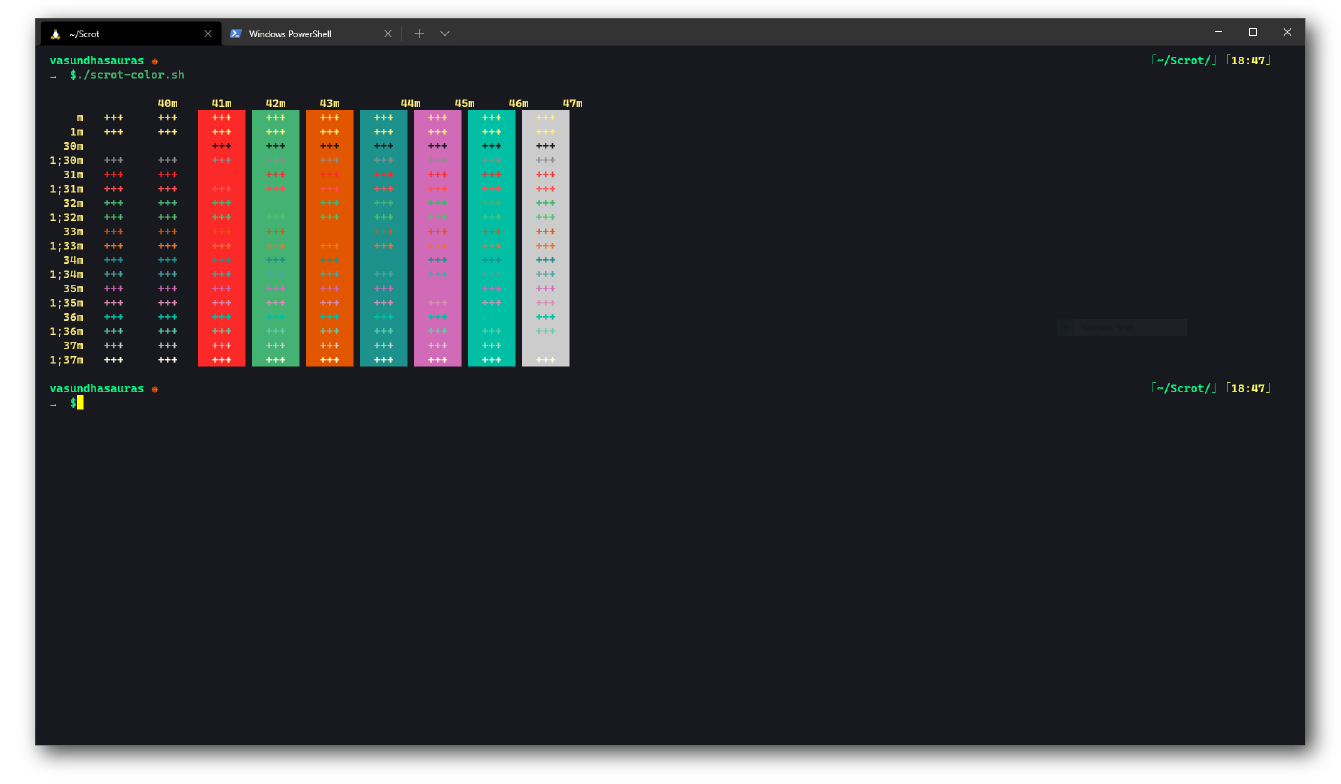 ~/Scrot Windows PowerShell
vasundhasauras 「~/Scrot/」「18:47」
→ $./scrot-color.sh
40m 41m 42m 43m 44m 45m 46m 47m
m +++ +++ +++ +++ +++ +++ +++ +++ +++
1m +++ +++ +++ +++ +++ +++ +++ +++ +++
30m +++ +++ +++ +++ +++ +++ +++
1;30m +++ +++ +++ +++ +++ +++ +++ +++ +++
31m +++ +++ +++ +++ +++ +++ +++ +++
1;31m +++ +++ +++ +++ +++ +++ +++ +++ +++
32m +++ +++ +++ +++ +++ +++ +++ +++
1;32m +++ +++ +++ +++ +++ +++ +++ +++ +++
33m +++ +++ +++ +++ +++ +++ +++ +++
1;33m +++ +++ +++ +++ +++ +++ +++ +++ +++
34m +++ +++ +++ +++ +++ +++ +++ +++
1;34m +++ +++ +++ +++ +++ +++ +++ +++ +++
35m +++ +++ +++ +++ +++ +++ +++ +++
1;35m +++ +++ +++ +++ +++ +++ +++ +++ +++
36m +++ +++ +++ +++ +++ +++ +++ +++
1;36m +++ +++ +++ +++ +++ +++ +++ +++ +++
37m +++ +++ +++ +++ +++ +++ +++ +++
1;37m +++ +++ +++ +++ +++ +++ +++ +++ +++
vasundhasauras 「~/Scrot/」「18:47」
→ $